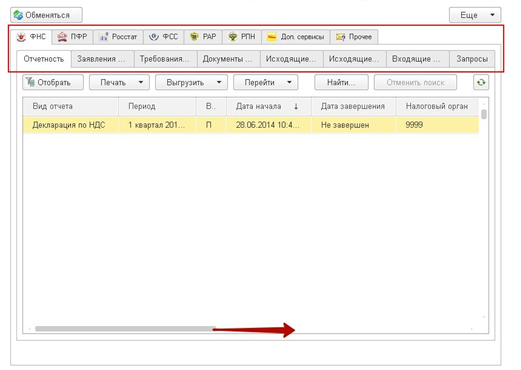 Обменяться Еще
ФНС ПФР Росстат ФСС РАР РПН Доп. сервисы Прочее
Отчетность Заявления ... Требования... Документы ... Исходящие... Исходящие... Входящие ... Запросы
Отобрать Печать Выгрузить Перейти Найти... Отменить поиск
Вид отчета Период В.. Дата начала ↓ Дата завершения Налоговый орган
Декларация по НДС 1 квартал 201... П 28.06.2014 10:4... Не завершен 9999